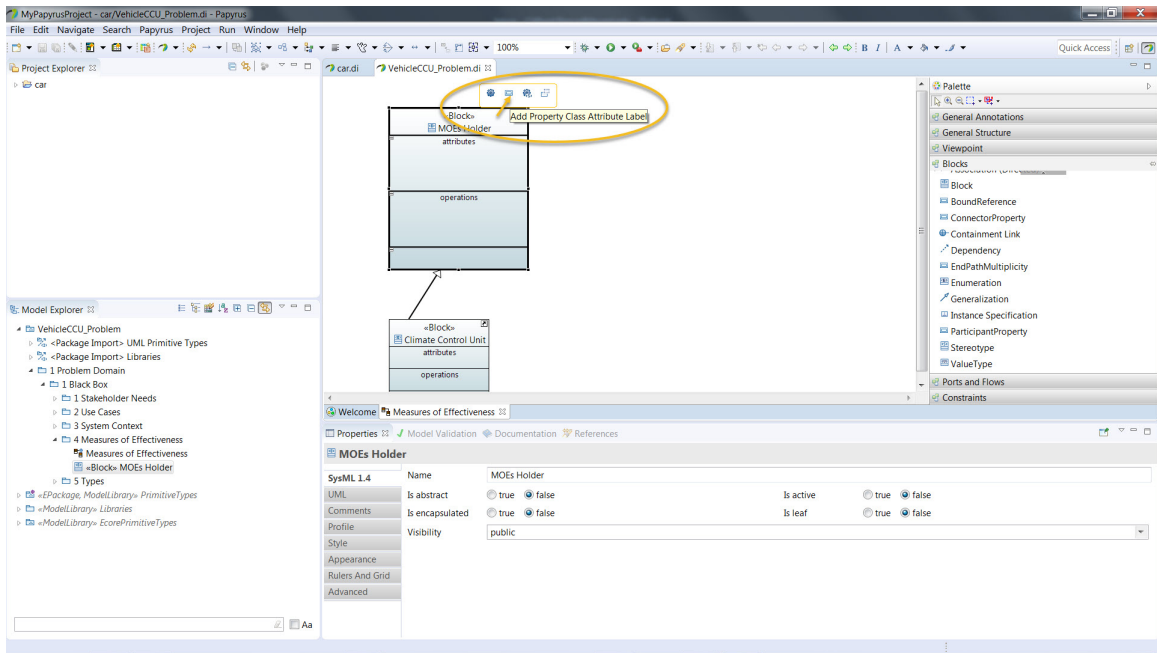 MyPapyrusProject - car/VehicleCCU_Problem.di - Papyrus
File Edit Navigate Search Papyrus Project Run Window Help
100%
B I A
Quick Access
Project Explorer
car
car.di
VehicleCCU_Problem.di
Add Property Class Attribute Label
«Block»
MOEs Holder
attributes
operations
«Block»
Climate Control Unit
attributes
operations
Palette
General Annotations
General Structure
Viewpoint
Blocks
Block
BoundReference
ConnectorProperty
Containment Link
Dependency
EndPathMultiplicity
Enumeration
Generalization
Instance Specification
ParticipantProperty
Stereotype
ValueType
Ports and Flows
Constraints
Model Explorer
VehicleCCU_Problem
<Package Import> UML Primitive Types
<Package Import> Libraries
1 Problem Domain
1 Black Box
1 Stakeholder Needs
2 Use Cases
3 System Context
4 Measures of Effectiveness
Measures of Effectiveness
«Block» MOEs Holder
5 Types
«EPackage, ModelLibrary» PrimitiveTypes
«ModelLibrary» Libraries
«ModelLibrary» EcorePrimitiveTypes
Aa
Welcome
Measures of Effectiveness
Properties
Model Validation
Documentation
References
MOEs Holder
SysML 1.4
UML
Comments
Profile
Style
Appearance
Rulers And Grid
Advanced
Name
MOEs Holder
Is abstract true false
Is active true false
Is encapsulated true false
Is leaf true false
Visibility
public